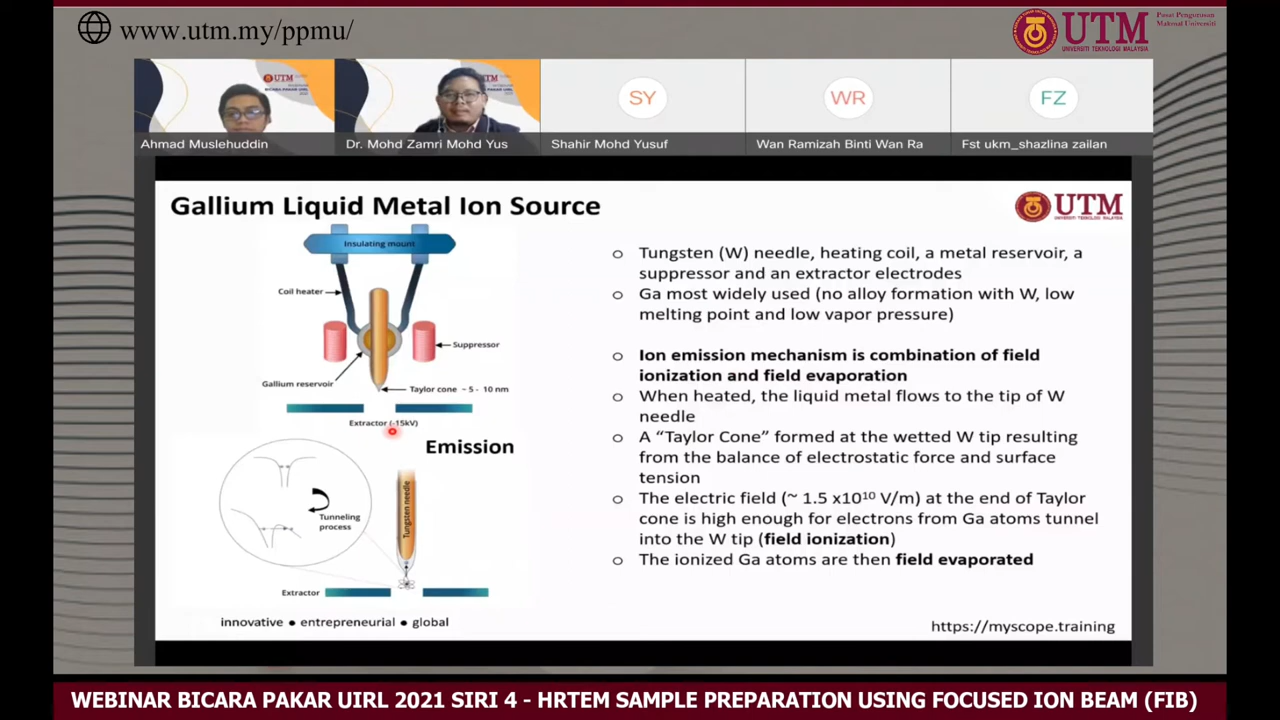 www.utm.my/ppmu/
UTM
UNIVERSITI TEKNOLOGI MALAYSIA
Pusat Pengurusan
Makmal Universiti
UTM
BICARA PAKAR UIRL
Ahmad Muslehuddin
Dr. Mohd Zamri Mohd Yus
SY
Shahir Mohd Yusuf
WR
Wan Ramizah Binti Wan Ra
FZ
Fst ukm_shazlina zailan
Gallium Liquid Metal Ion Source
UTM
UNIVERSITI TEKNOLOGI MALAYSIA
Insulating mount
Coil heater
Suppressor
Gallium reservoir
Taylor cone ~ 5 - 10 nm
Extractor (-15kV)
Emission
Tunneling
process
Tungsten needle
Extractor
o Tungsten (W) needle, heating coil, a metal reservoir, a
suppressor and an extractor electrodes
o Ga most widely used (no alloy formation with W, low
melting point and low vapor pressure)
o Ion emission mechanism is combination of field
ionization and field evaporation
o When heated, the liquid metal flows to the tip of W
needle
o A “Taylor Cone” formed at the wetted W tip resulting
from the balance of electrostatic force and surface
tension
o The electric field (~ 1.5 x10¹⁰ V/m) at the end of Taylor
cone is high enough for electrons from Ga atoms tunnel
into the W tip (field ionization)
o The ionized Ga atoms are then field evaporated
innovative ● entrepreneurial ● global
https://myscope.training
WEBINAR BICARA PAKAR UIRL 2021 SIRI 4 - HRTEM SAMPLE PREPARATION USING FOCUSED ION BEAM (FIB)